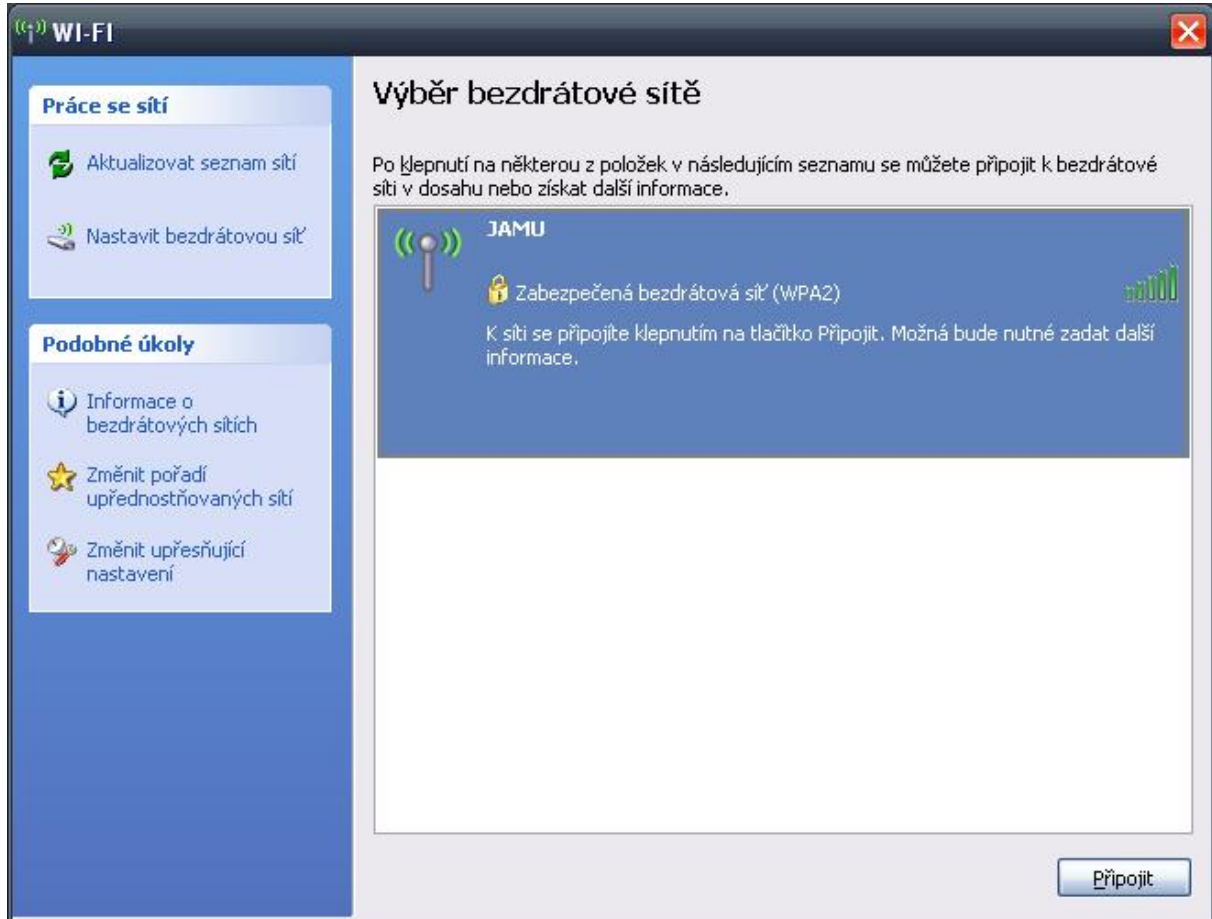 WI-FI
Práce se sítí
Aktualizovat seznam sítí
Nastavit bezdrátovou síť
Podobné úkoly
Informace o
bezdrátových sítích
Změnit pořadí
upřednostňovaných sítí
Změnit upřesňující
nastavení
Výběr bezdrátové sítě
Po klepnutí na některou z položek v následujícím seznamu se můžete připojit k bezdrátové
síti v dosahu nebo získat další informace.
JAMU
Zabezpečená bezdrátová síť (WPA2)
K síti se připojíte klepnutím na tlačítko Připojit. Možná bude nutné zadat další
informace.
Připojit